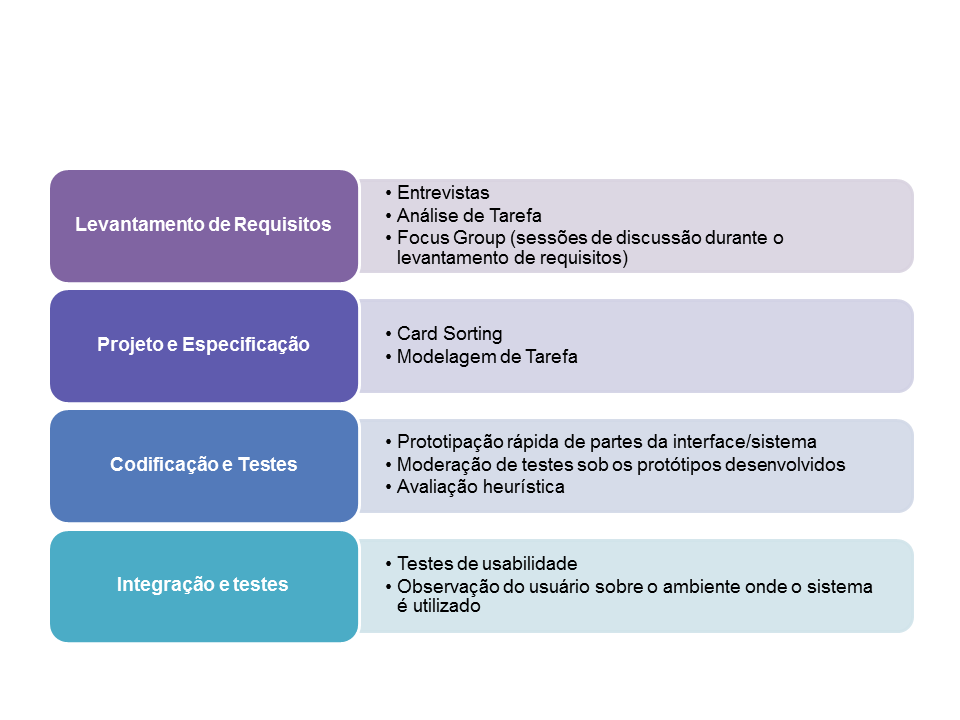 Levantamento de Requisitos
• Entrevistas
• Análise de Tarefa
• Focus Group (sessões de discussão durante o
levantamento de requisitos)
Projeto e Especificação
• Card Sorting
• Modelagem de Tarefa
Codificação e Testes
• Prototipação rápida de partes da interface/sistema
• Moderação de testes sob os protótipos desenvolvidos
• Avaliação heurística
Integração e testes
• Testes de usabilidade
• Observação do usuário sobre o ambiente onde o sistema
é utilizado